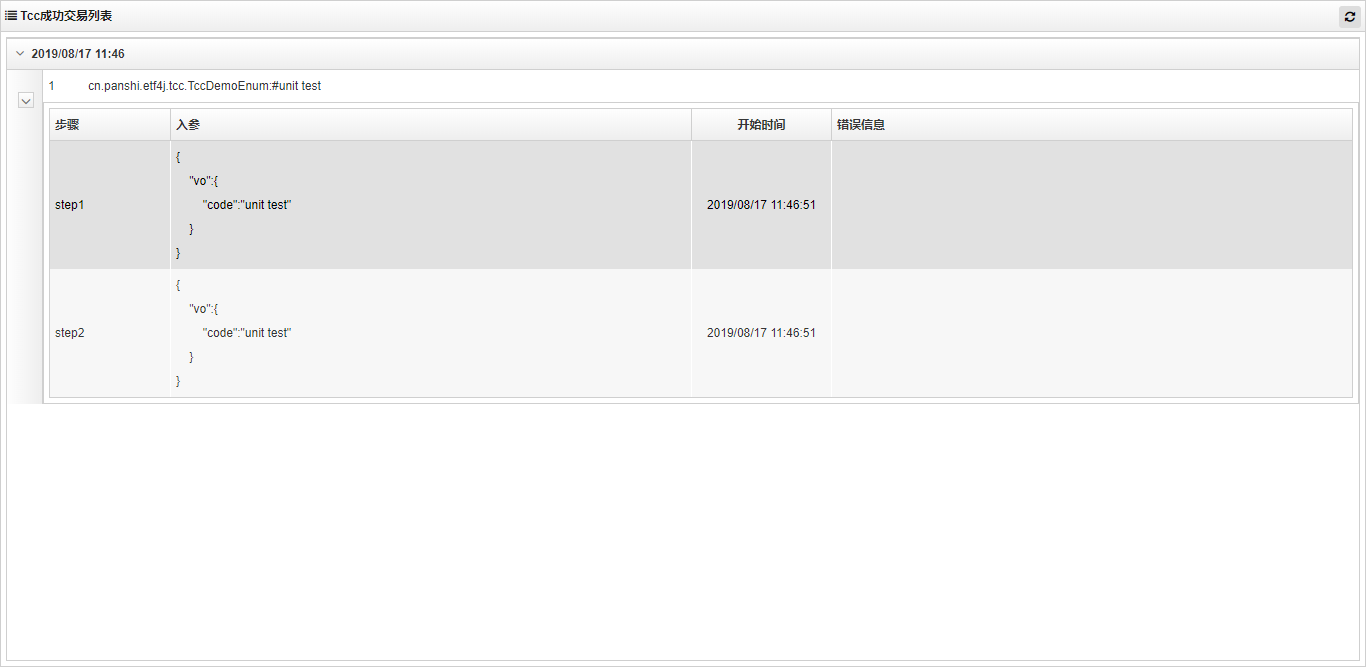 Tcc成功交易列表
2019/08/17 11:46
1 cn.panshi.etf4j.tcc.TccDemoEnum:#unit test
步骤 入参 开始时间 错误信息
{
"vo":{
step1 "code":"unit test" 2019/08/17 11:46:51
}
}
{
"vo":{
step2 "code":"unit test" 2019/08/17 11:46:51
}
}